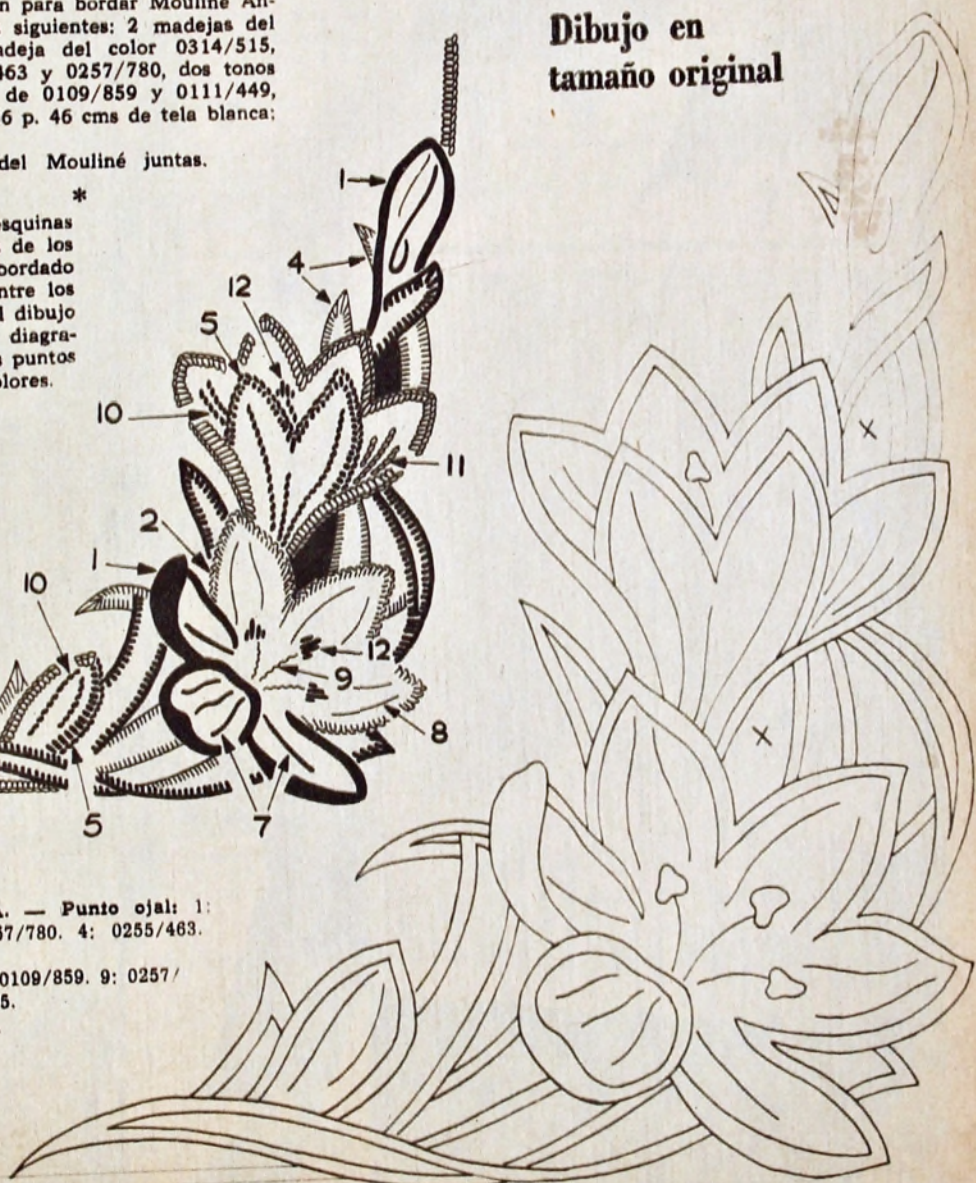 para bordar Mouliné An-
siguientes: 2 madejas del
del color 0314/515,
463 y 0257/780, dos tonos
de 0109/859 y 0111/449,
6 p. 46 cms de tela blanca;
del Mouliné juntas.
*
esquinas
de los
bordado
entre los
dibujo
diagra-
puntos
colores.
Dibujo en
tamaño original
1
4
12
5
10
11
2
1
10
12
9
8
5
7
— Punto ojal: 1:
57/780. 4: 0255/463.
0109/859. 9: 0257/
5.